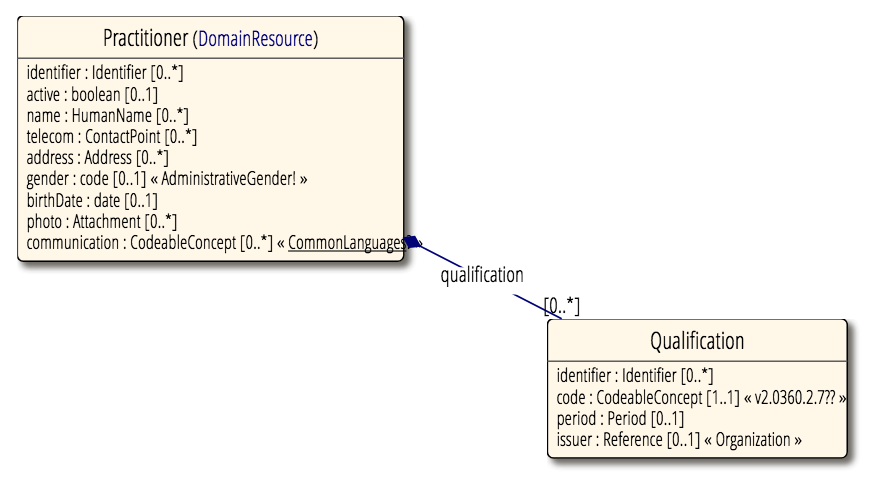 Practitioner (DomainResource)
identifier : Identifier [0..*]
active : boolean [0..1]
name : HumanName [0..*]
telecom : ContactPoint [0..*]
address : Address [0..*]
gender : code [0..1] « AdministrativeGender! »
birthDate : date [0..1]
photo : Attachment [0..*]
communication : CodeableConcept [0..*] « CommonLanguages? »
qualification
[0..*]
Qualification
identifier : Identifier [0..*]
code : CodeableConcept [1..1] « v2.0360.2.7?? »
period : Period [0..1]
issuer : Reference [0..1] « Organization »